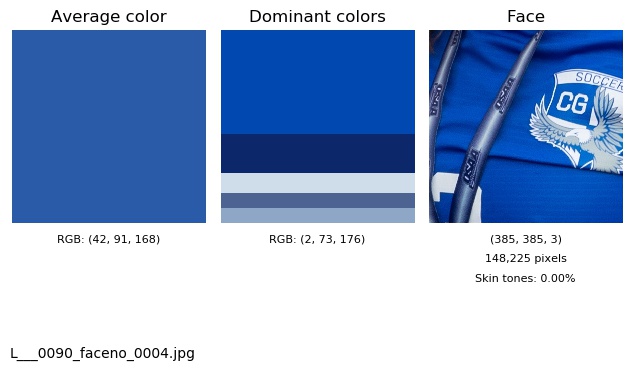 Average color
Dominant colors
Face
SOCCER
CG
RGB: (42, 91, 168)
RGB: (2, 73, 176)
(385, 385, 3)
148,225 pixels
Skin tones: 0.00%
L___0090_faceno_0004.jpg